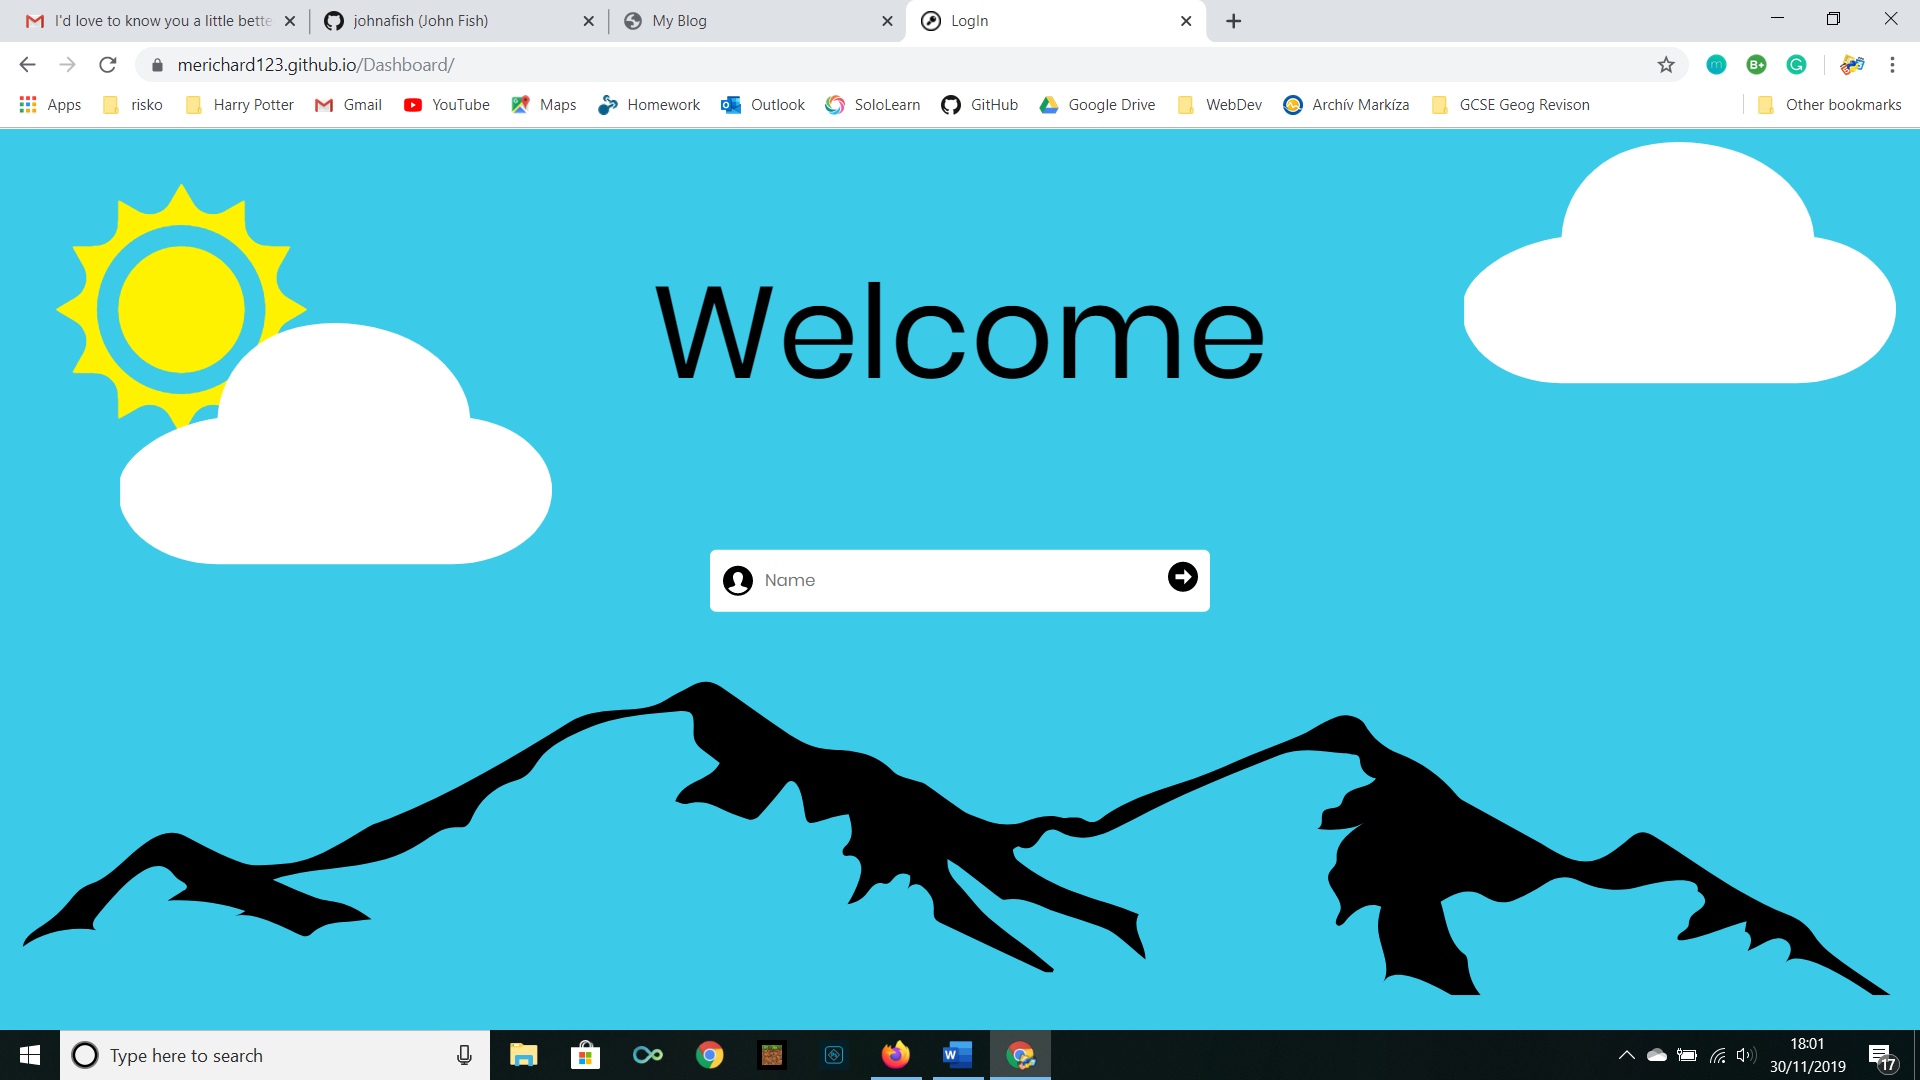 I'd love to know you a little bette
johnafish (John Fish)
My Blog
LogIn
merichard123.github.io/Dashboard/
Apps
risko
Harry Potter
Gmail
YouTube
Maps
Homework
Outlook
SoloLearn
GitHub
Google Drive
WebDev
Archív Markíza
GCSE Geog Revison
Other bookmarks
Welcome
Name
Type here to search
18:01
30/11/2019
17